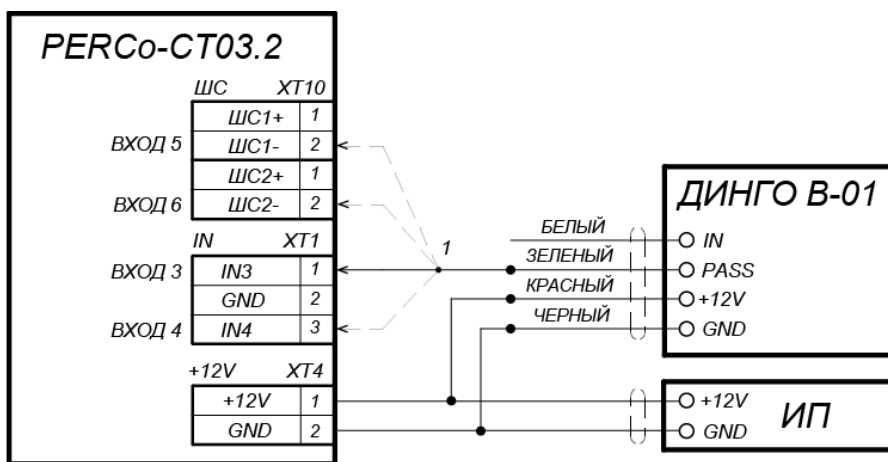 PERCo-CT03.2
ШС XT10
ШС1+ 1
ВХОД 5 ШС1- 2
ШС2+ 1
ВХОД 6 ШС2- 2
IN XT1
ВХОД 3 IN3 1
GND 2
ВХОД 4 IN4 3
+12V XT4
+12V 1
GND 2
1
ДИНГО В-01
БЕЛЫЙ IN
ЗЕЛЕНЫЙ PASS
КРАСНЫЙ +12V
ЧЕРНЫЙ GND
ИП
+12V
GND